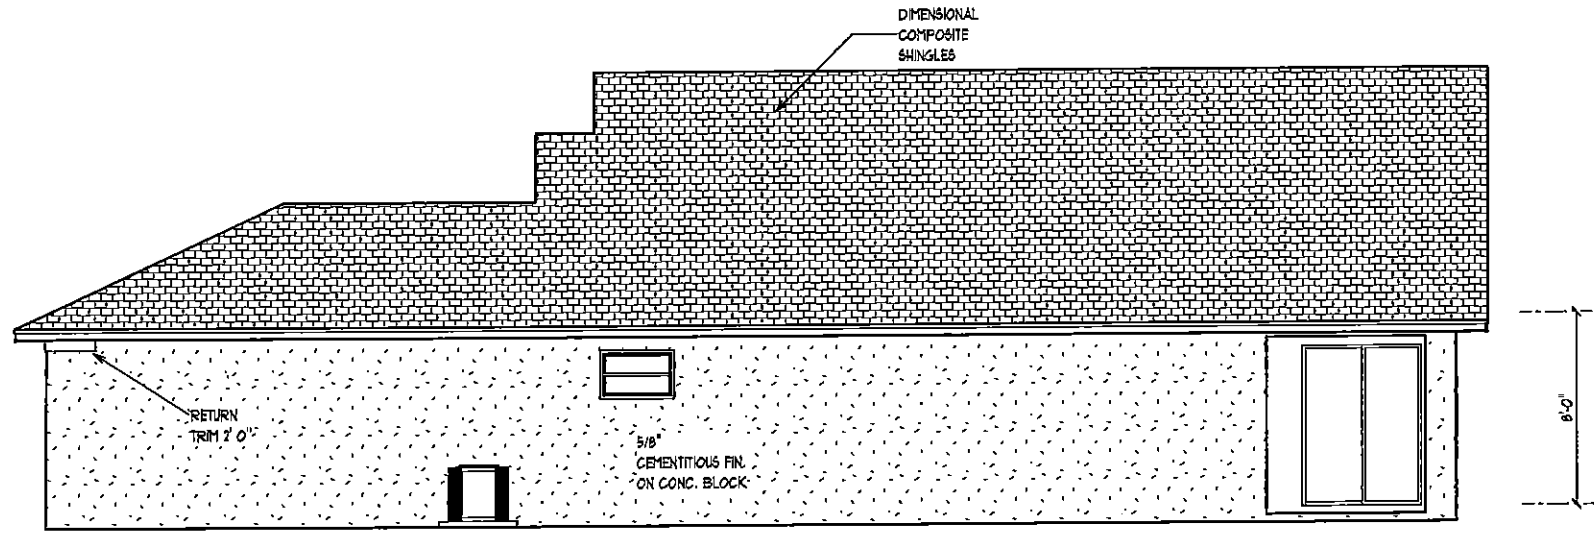 DIMENSIONAL
COMPOSITE
SHINGLES
RETURN
TRIM 2' 0"
5/8"
CEMENTITIOUS FIN.
ON CONC. BLOCK
8'-0"